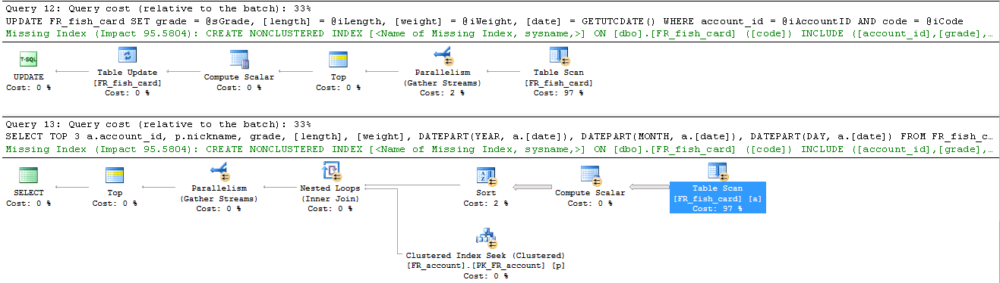 Query 12: Query cost (relative to the batch): 33%
UPDATE FR_fish_card SET grade = @sGrade, [length] = @iLength, [weight] = @iWeight, [date] = GETUTCDATE() WHERE account_id = @iAccountID AND code = @iCode
Missing Index (Impact 95.5804): CREATE NONCLUSTERED INDEX [<Name of Missing Index, sysname,>] ON [dbo].[FR_fish_card] ([code]) INCLUDE ([account_id],[grade],…
T-SQL
UPDATE
Cost: 0 %
Table Update
[FR_fish_card]
Cost: 0 %
Compute Scalar
Cost: 0 %
Top
Cost: 0 %
Parallelism
(Gather Streams)
Cost: 2 %
Table Scan
[FR_fish_card]
Cost: 97 %
Query 13: Query cost (relative to the batch): 33%
SELECT TOP 3 a.account_id, p.nickname, grade, [length], [weight], DATEPART(YEAR, a.[date]), DATEPART(MONTH, a.[date]), DATEPART(DAY, a.[date]) FROM FR_fish_c…
Missing Index (Impact 95.5804): CREATE NONCLUSTERED INDEX [<Name of Missing Index, sysname,>] ON [dbo].[FR_fish_card] ([code]) INCLUDE ([account_id],[grade],…
SELECT
Cost: 0 %
Top
Cost: 0 %
Parallelism
(Gather Streams)
Cost: 0 %
Nested Loops
(Inner Join)
Cost: 0 %
Sort
Cost: 2 %
Compute Scalar
Cost: 0 %
Table Scan
[FR_fish_card] [a]
Cost: 97 %
Clustered Index Seek (Clustered)
[FR_account].[PK_FR_account] [p]
Cost: 0 %